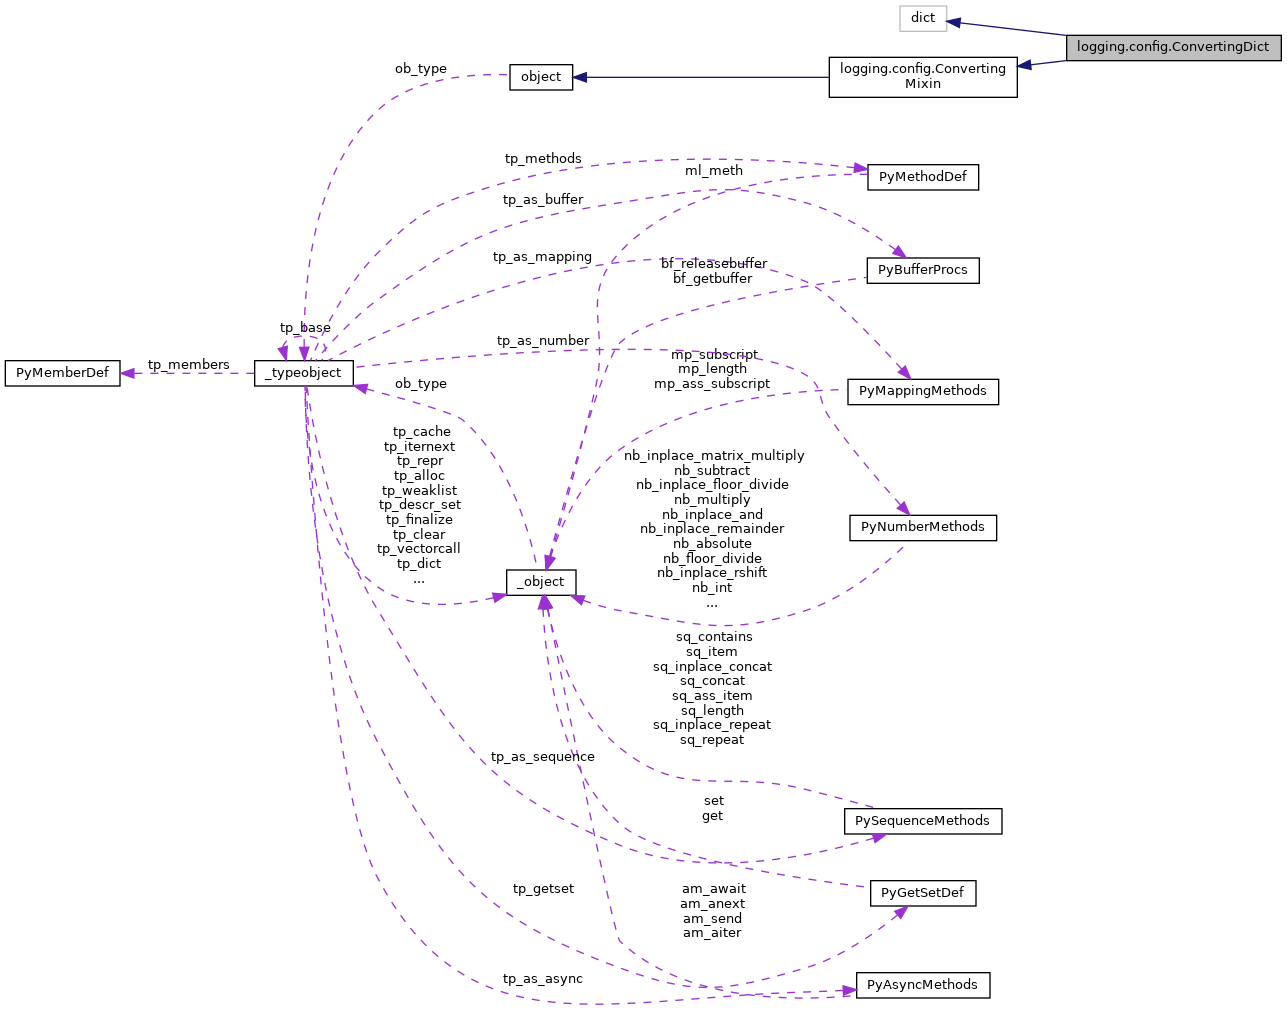 dict
logging.config.ConvertingDict
logging.config.Converting
Mixin
object
ob_type
tp_methods
ml_meth
PyMethodDef
tp_as_buffer
tp_as_mapping
bf_releasebuffer
bf_getbuffer
PyBufferProcs
tp_base
tp_as_number
mp_subscript
mp_length
mp_ass_subscript
PyMemberDef
tp_members
_typeobject
ob_type
PyMappingMethods
tp_cache
tp_iternext
tp_repr
tp_alloc
tp_weaklist
tp_descr_set
tp_finalize
tp_clear
tp_vectorcall
tp_dict
...
nb_inplace_matrix_multiply
nb_subtract
nb_inplace_floor_divide
nb_multiply
nb_inplace_and
nb_inplace_remainder
nb_absolute
nb_floor_divide
nb_inplace_rshift
nb_int
...
PyNumberMethods
_object
sq_contains
sq_item
sq_inplace_concat
sq_concat
sq_ass_item
sq_length
sq_inplace_repeat
sq_repeat
tp_as_sequence
set
get
PySequenceMethods
tp_getset
am_await
am_anext
am_send
am_aiter
PyGetSetDef
tp_as_async
PyAsyncMethods